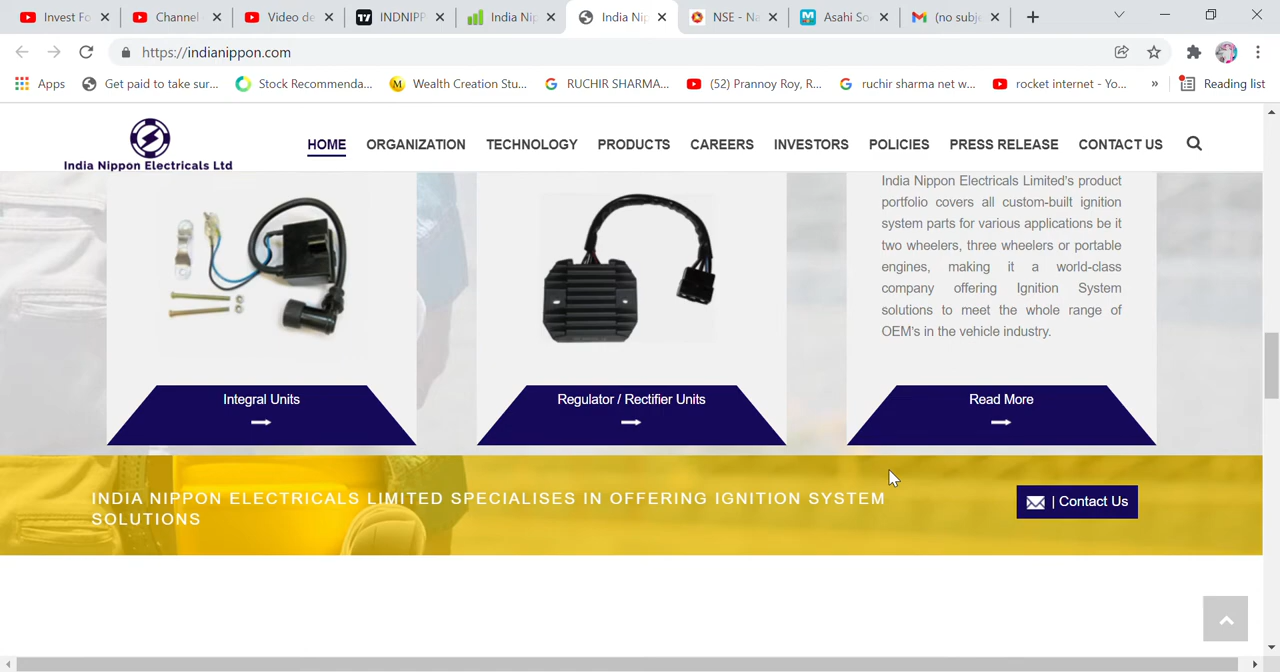 Invest Fo
Channel
Video de
INDNIPP
India Nip
India Nip
NSE - Na
Asahi So
(no subj
https://indianippon.com
Apps
Get paid to take sur...
Stock Recommenda...
Wealth Creation Stu...
RUCHIR SHARMA...
(52) Prannoy Roy, R...
ruchir sharma net w...
rocket internet - Yo...
»
Reading list
India Nippon Electricals Ltd
HOME
ORGANIZATION
TECHNOLOGY
PRODUCTS
CAREERS
INVESTORS
POLICIES
PRESS RELEASE
CONTACT US
India Nippon Electricals Limited's product
portfolio covers all custom-built ignition
system parts for various applications be it
two wheelers, three wheelers or portable
engines, making it a world-class
company offering Ignition System
solutions to meet the whole range of
OEM's in the vehicle industry.
Integral Units
Regulator / Rectifier Units
Read More
INDIA NIPPON ELECTRICALS LIMITED SPECIALISES IN OFFERING IGNITION SYSTEM
SOLUTIONS
| Contact Us